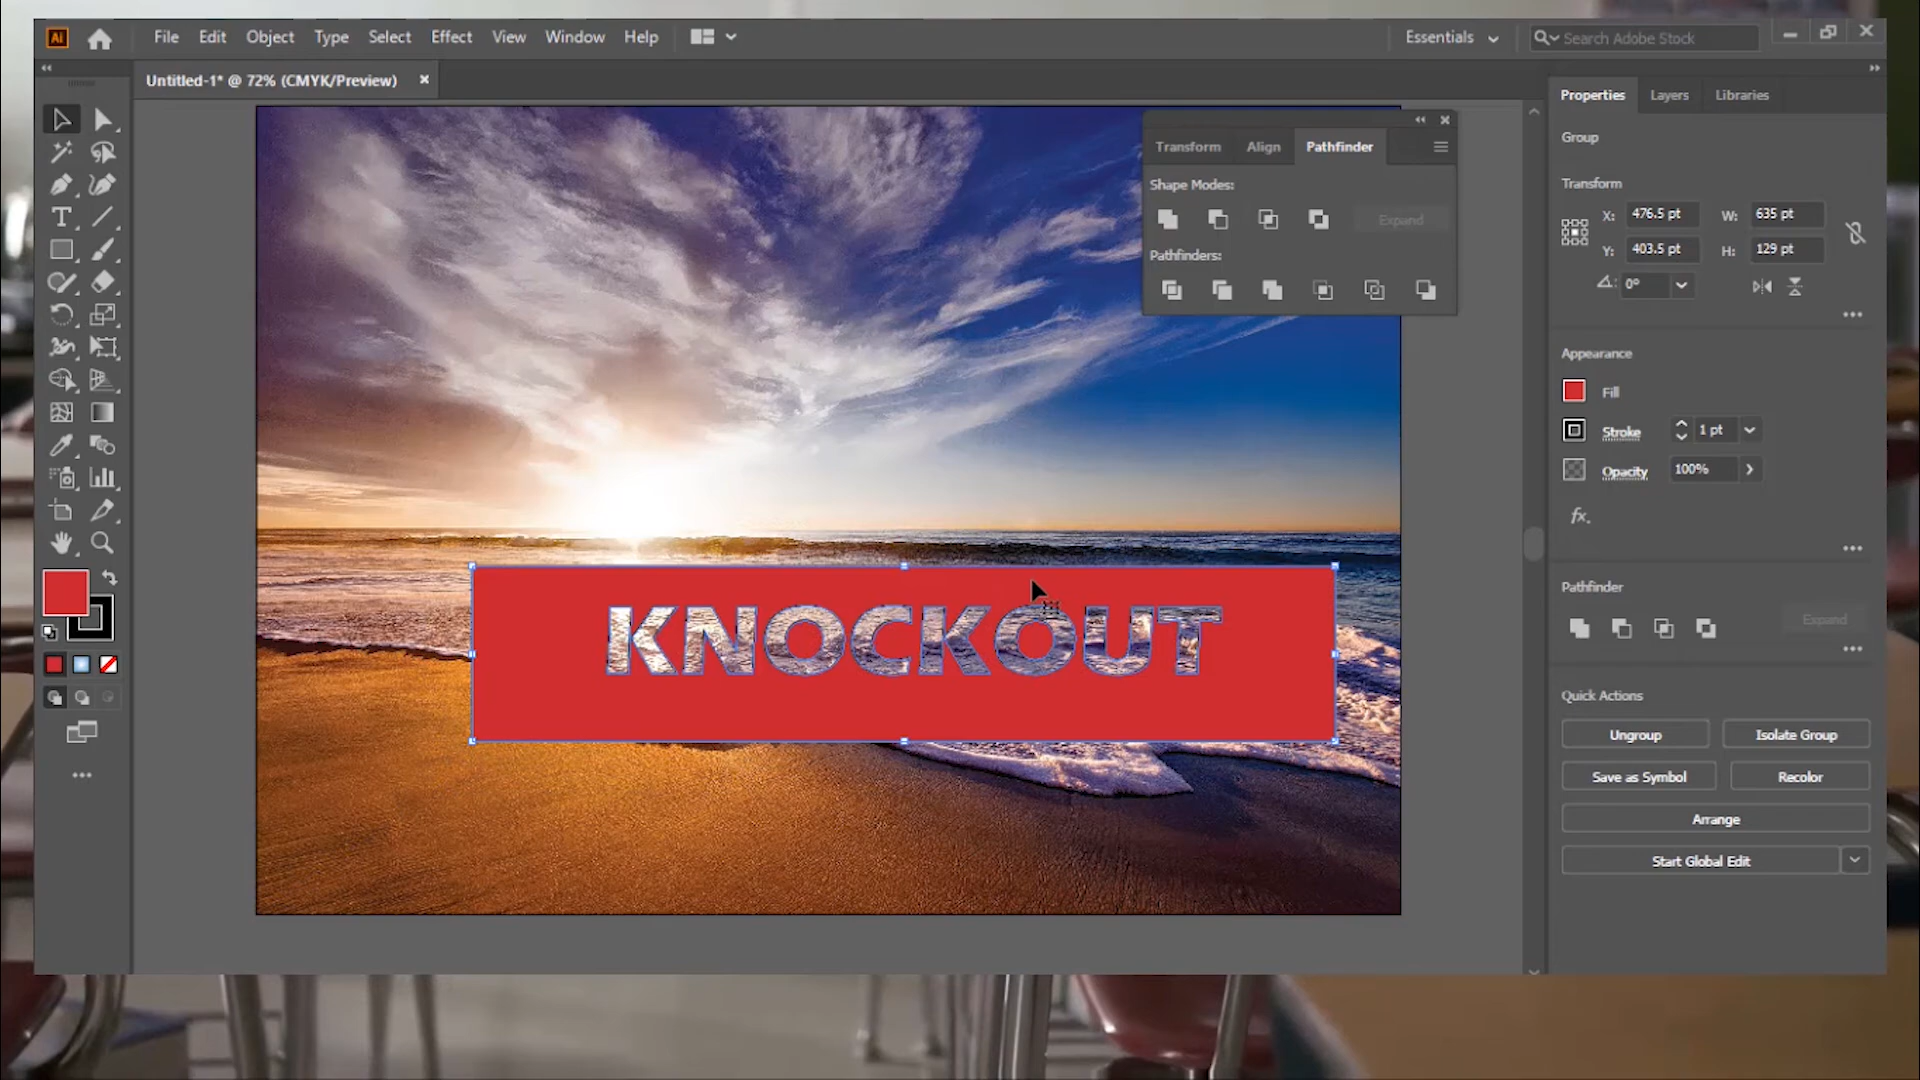 Ai File Edit Object Type Select Effect View Window Help Essentials Search Adobe Stock
Untitled-1* @ 72% (CMYK/Preview)
Properties Layers Libraries
Transform Align Pathfinder
Shape Modes:
Expand
Pathfinders:
Group
Transform
X: 476.5 pt W: 635 pt
Y: 403.5 pt H: 129 pt
0°
Appearance
Fill
Stroke 1 pt
Opacity 100%
fx.
KNOCKOUT
Pathfinder
Expand
Quick Actions
Ungroup Isolate Group
Save as Symbol Recolor
Arrange
Start Global Edit